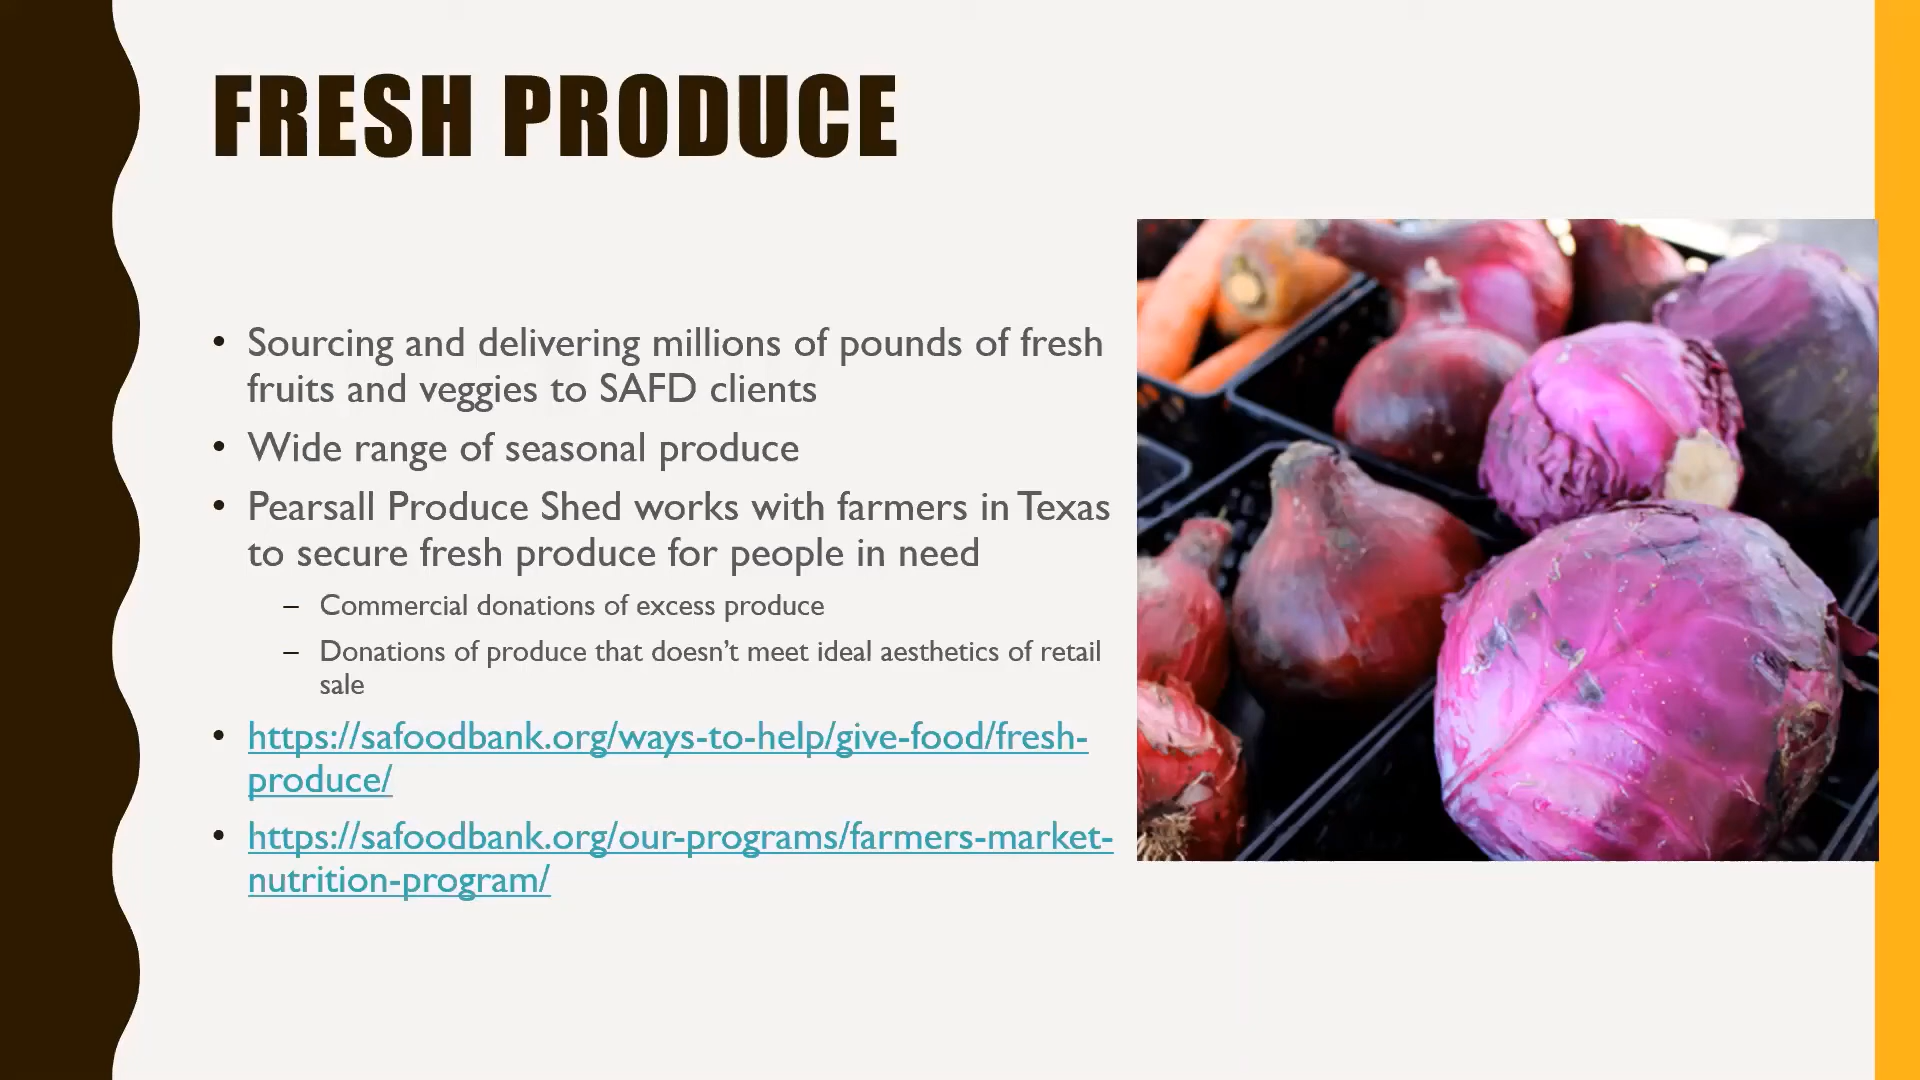 FRESH PRODUCE
• Sourcing and delivering millions of pounds of fresh
fruits and veggies to SAFD clients
• Wide range of seasonal produce
• Pearsall Produce Shed works with farmers in Texas
to secure fresh produce for people in need
– Commercial donations of excess produce
– Donations of produce that doesn’t meet ideal aesthetics of retail
sale
• https://safoodbank.org/ways-to-help/give-food/fresh-
produce/
• https://safoodbank.org/our-programs/farmers-market-
nutrition-program/